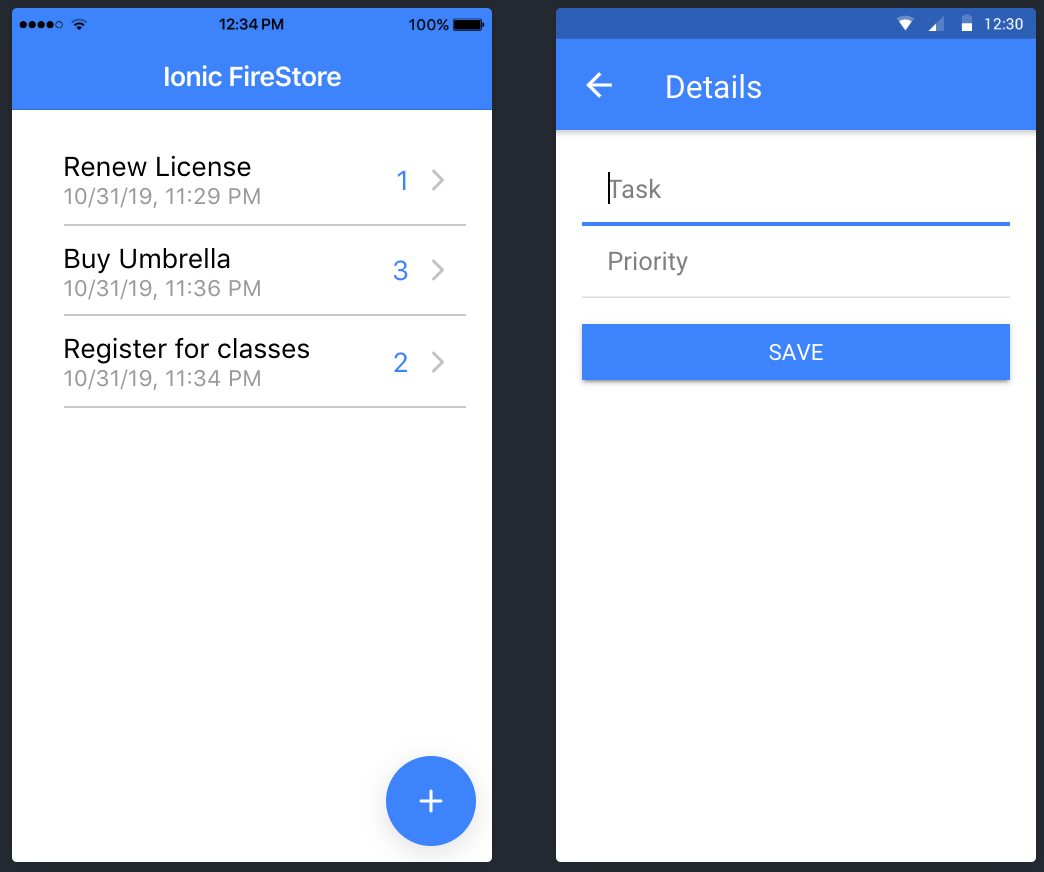 12:34 PM 100%
Ionic FireStore
Renew License
10/31/19, 11:29 PM
1
Buy Umbrella
10/31/19, 11:36 PM
3
Register for classes
10/31/19, 11:34 PM
2
+
12:30
Details
Task
Priority
SAVE